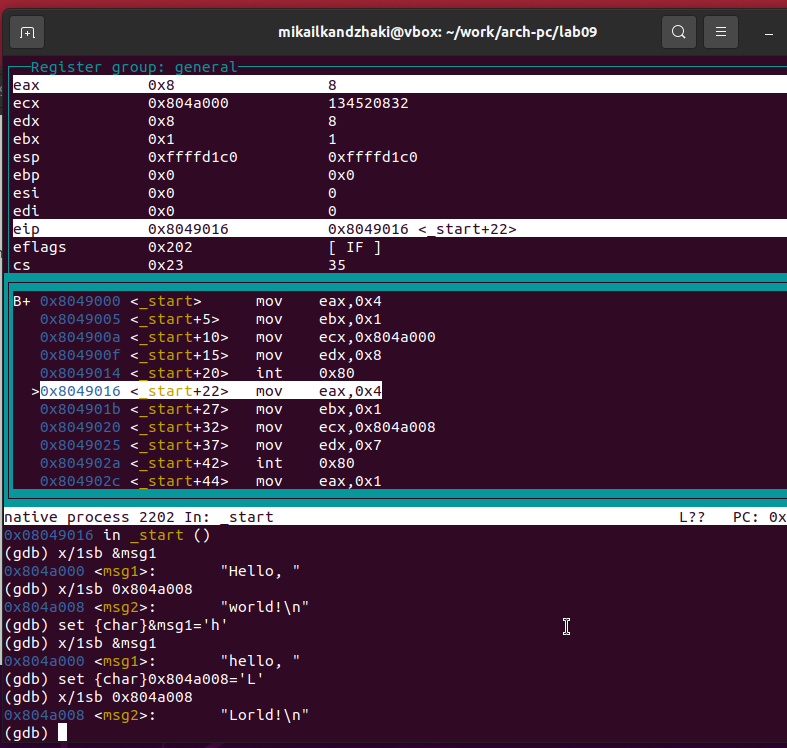 mikailkandzhaki@vbox: ~/work/arch-pc/lab09
Register group: general
eax 0x8 8
ecx 0x804a000 134520832
edx 0x8 8
ebx 0x1 1
esp 0xffffd1c0 0xffffd1c0
ebp 0x0 0x0
esi 0x0 0
edi 0x0 0
eip 0x8049016 0x8049016 <_start+22>
eflags 0x202 [ IF ]
cs 0x23 35
B+ 0x8049000 <_start> mov eax,0x4
0x8049005 <_start+5> mov ebx,0x1
0x804900a <_start+10> mov ecx,0x804a000
0x804900f <_start+15> mov edx,0x8
0x8049014 <_start+20> int 0x80
>0x8049016 <_start+22> mov eax,0x4
0x804901b <_start+27> mov ebx,0x1
0x8049020 <_start+32> mov ecx,0x804a008
0x8049025 <_start+37> mov edx,0x7
0x804902a <_start+42> int 0x80
0x804902c <_start+44> mov eax,0x1
native process 2202 In: _start L?? PC: 0x
0x08049016 in _start ()
(gdb) x/1sb &msg1
0x804a000 <msg1>: "Hello, "
(gdb) x/1sb 0x804a008
0x804a008 <msg2>: "world!\n"
(gdb) set {char}&msg1='h'
(gdb) x/1sb &msg1
0x804a000 <msg1>: "hello, "
(gdb) set {char}0x804a008='L'
(gdb) x/1sb 0x804a008
0x804a008 <msg2>: "Lorld!\n"
(gdb)